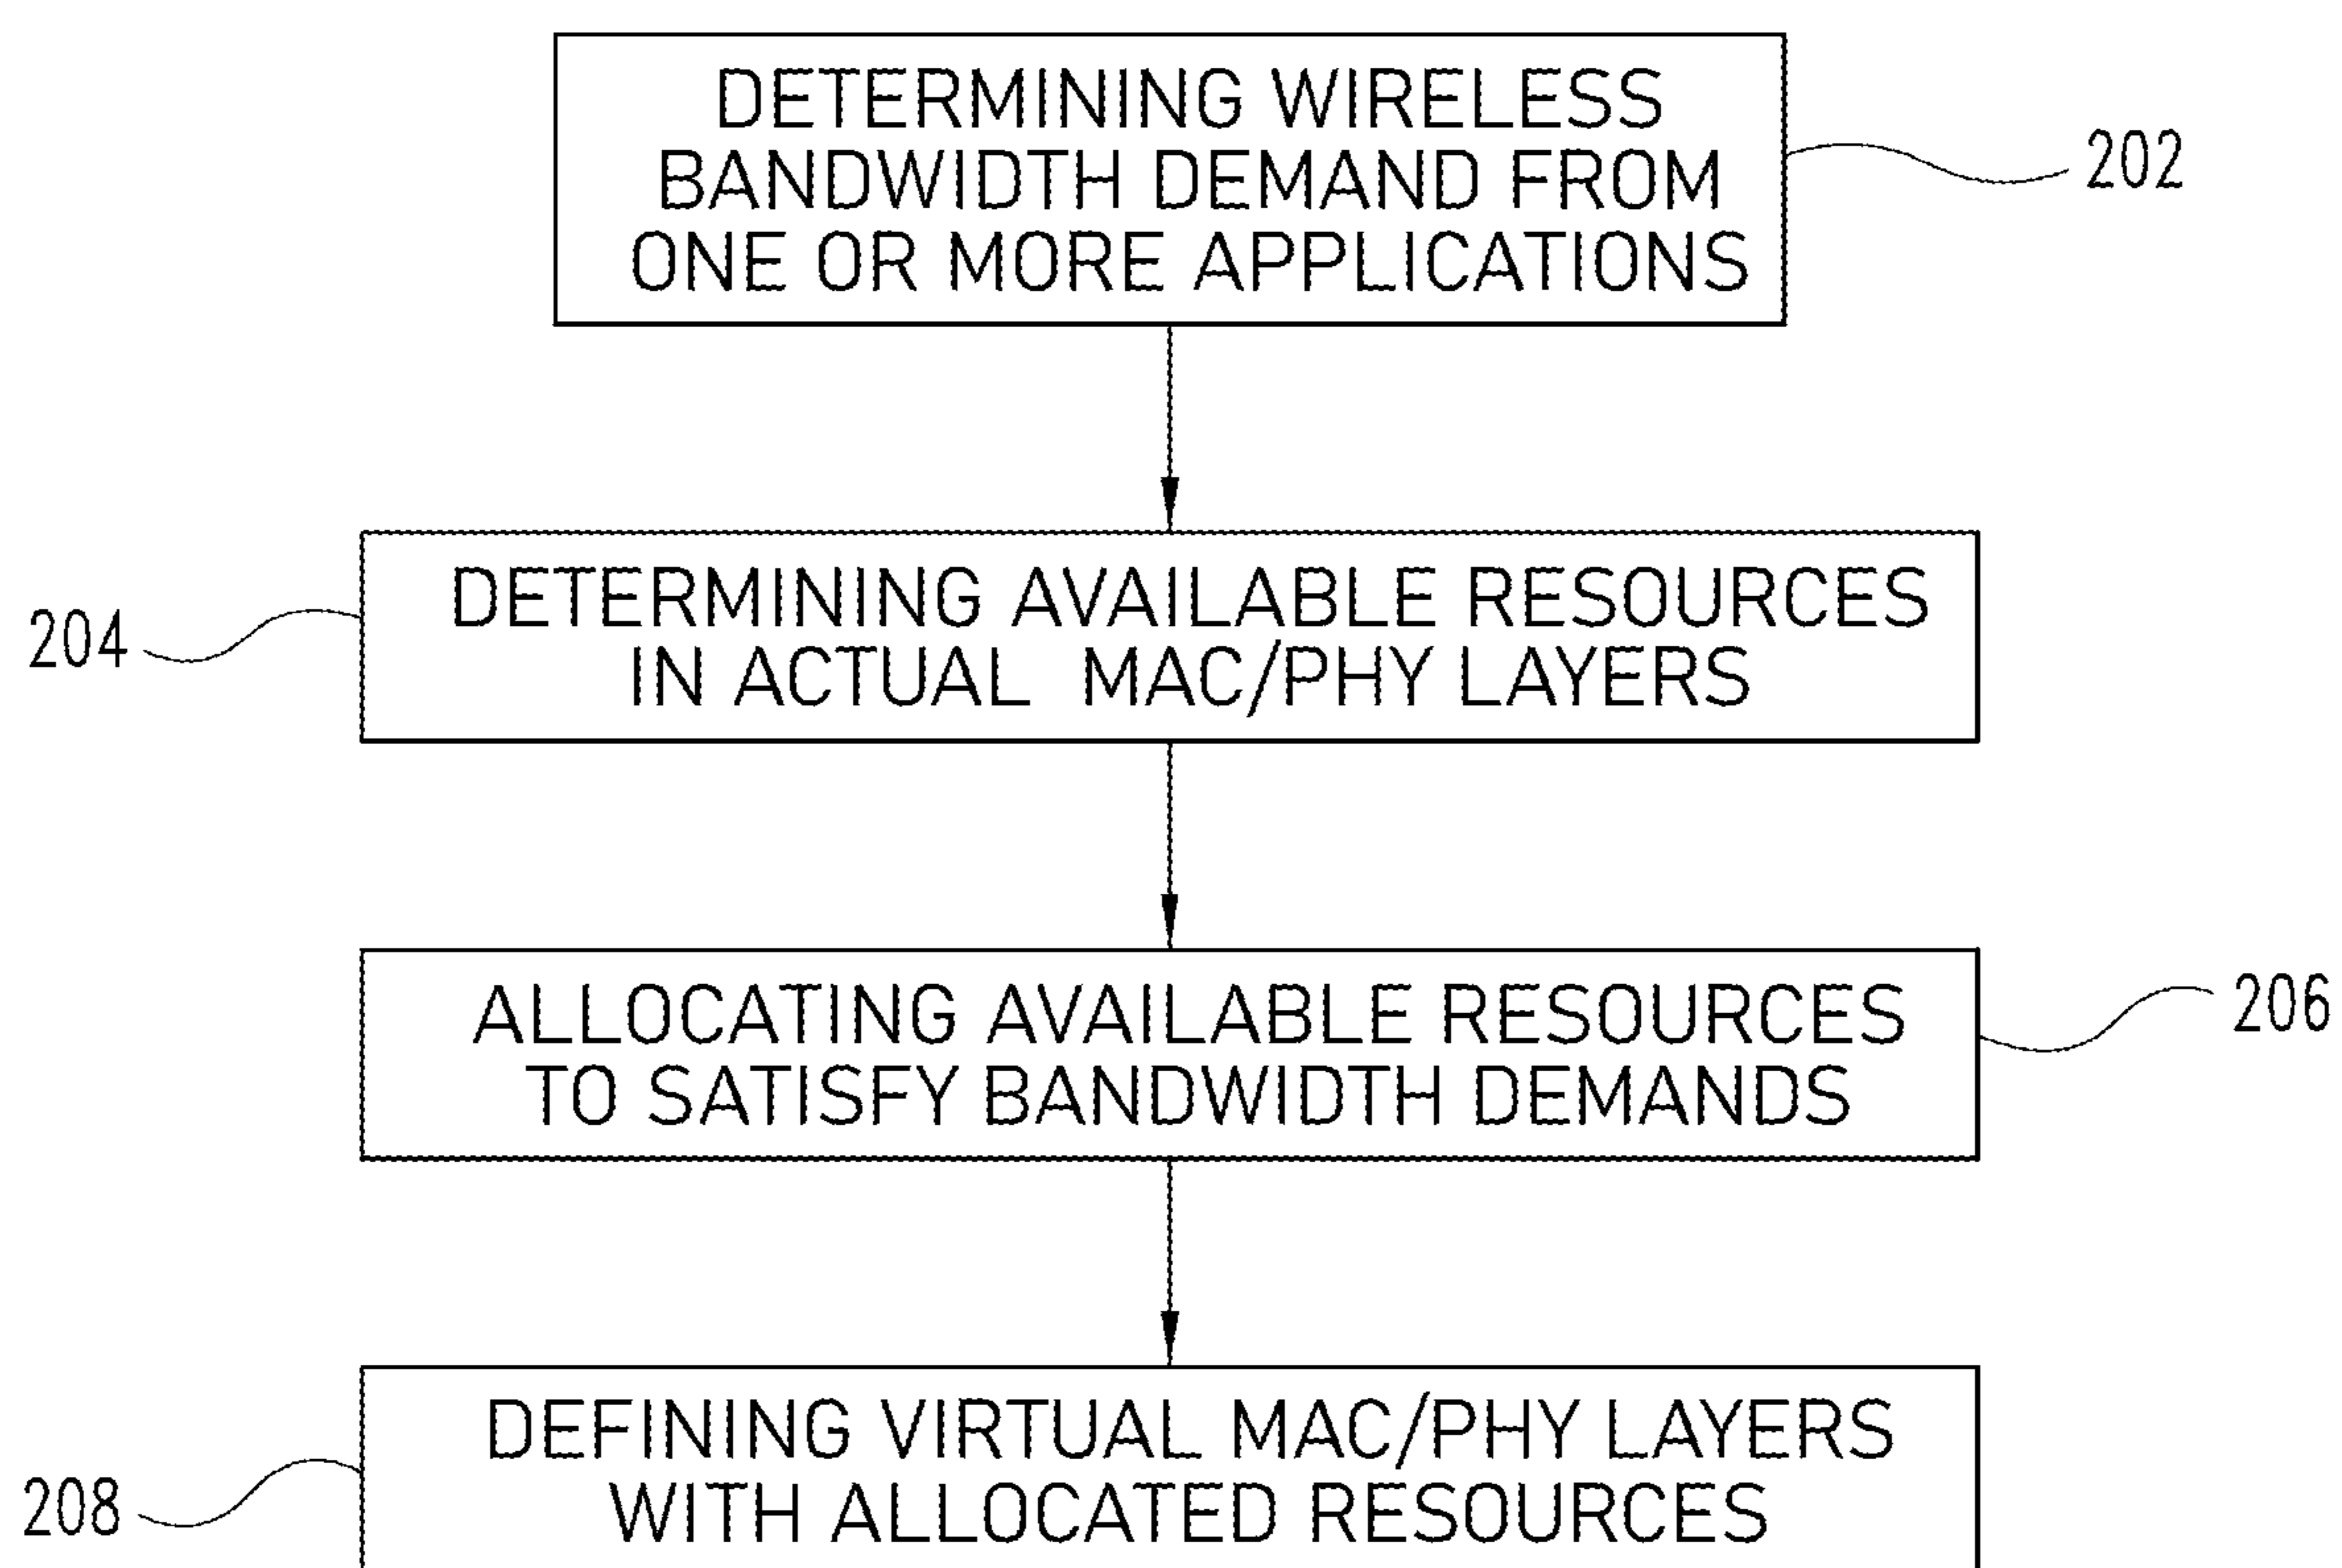 DETERMINING WIRELESS
BANDWIDTH DEMAND FROM
ONE OR MORE APPLICATIONS
202
DETERMINING AVAILABLE RESOURCES
IN ACTUAL MAC/PHY LAYERS
204
ALLOCATING AVAILABLE RESOURCES
TO SATISFY BANDWIDTH DEMANDS
206
DEFINING VIRTUAL MAC/PHY LAYERS
WITH ALLOCATED RESOURCES
208